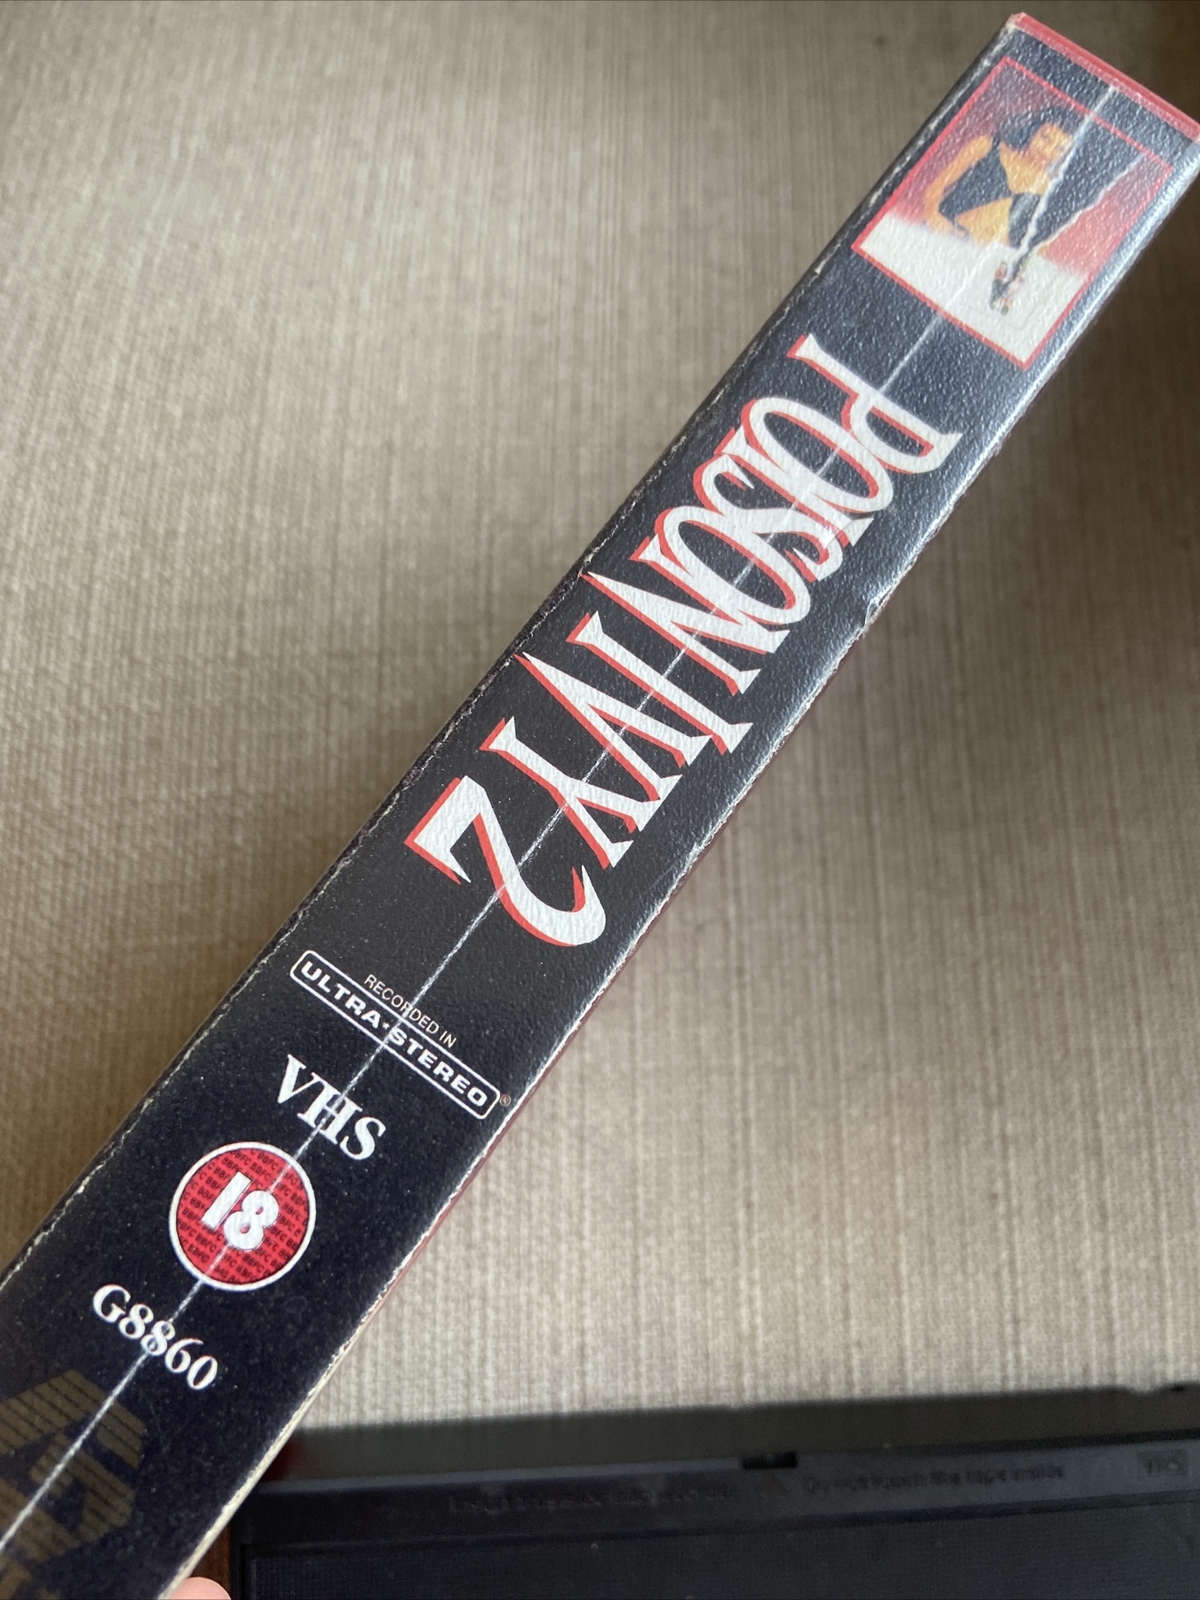 POISON IVY 2
RECORDED IN
ULTRA*STEREO®
VHS
18
G8860